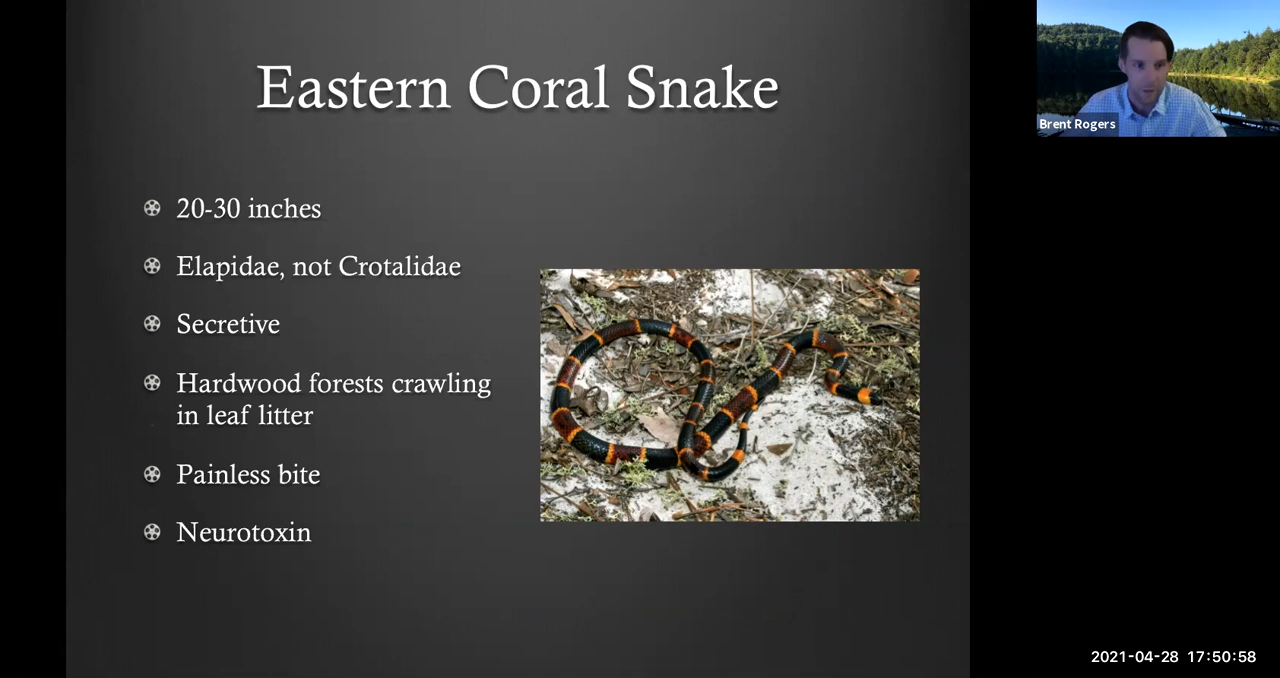 Eastern Coral Snake
20-30 inches
Elapidae, not Crotalidae
Secretive
Hardwood forests crawling
in leaf litter
Painless bite
Neurotoxin
Brent Rogers
2021-04-28 17:50:58